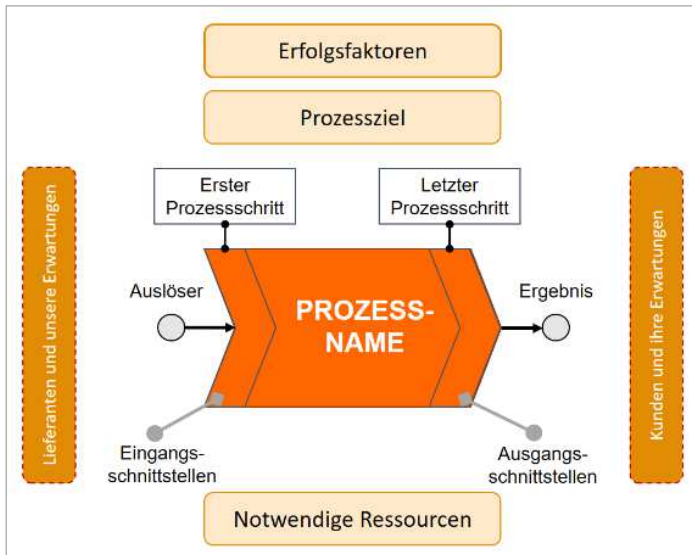 Erfolgsfaktoren
Prozessziel
Lieferanten und unsere Erwartungen
Erster
Prozessschritt
Letzter
Prozessschritt
Kunden und ihre Erwartungen
Auslöser
PROZESS-
NAME
Ergebnis
Eingangs-
schnittstellen
Ausgangs-
schnittstellen
Notwendige Ressourcen